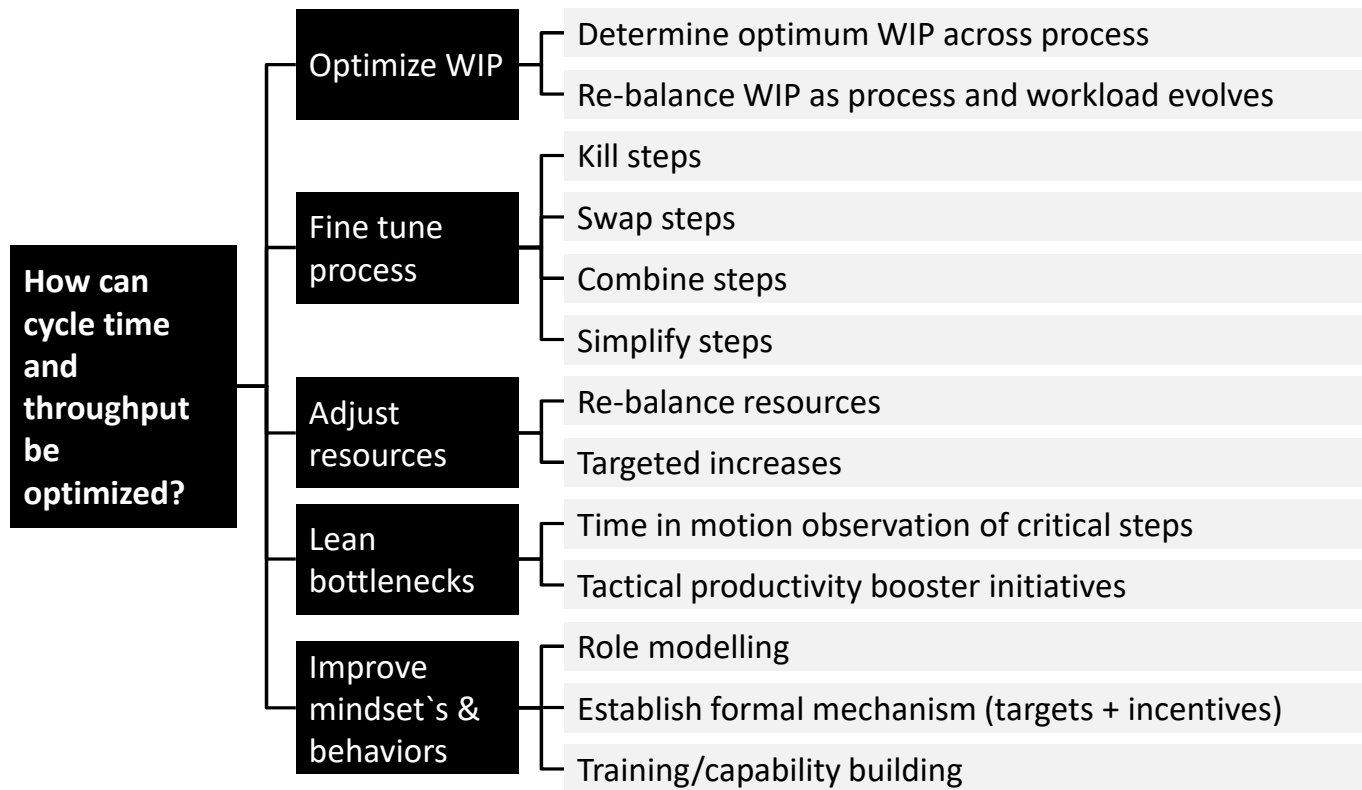 How can
cycle time
and
throughput
be
optimized?
Optimize WIP
Determine optimum WIP across process
Re-balance WIP as process and workload evolves
Fine tune
process
Kill steps
Swap steps
Combine steps
Simplify steps
Adjust
resources
Re-balance resources
Targeted increases
Lean
bottlenecks
Time in motion observation of critical steps
Tactical productivity booster initiatives
Improve
mindset`s &
behaviors
Role modelling
Establish formal mechanism (targets + incentives)
Training/capability building